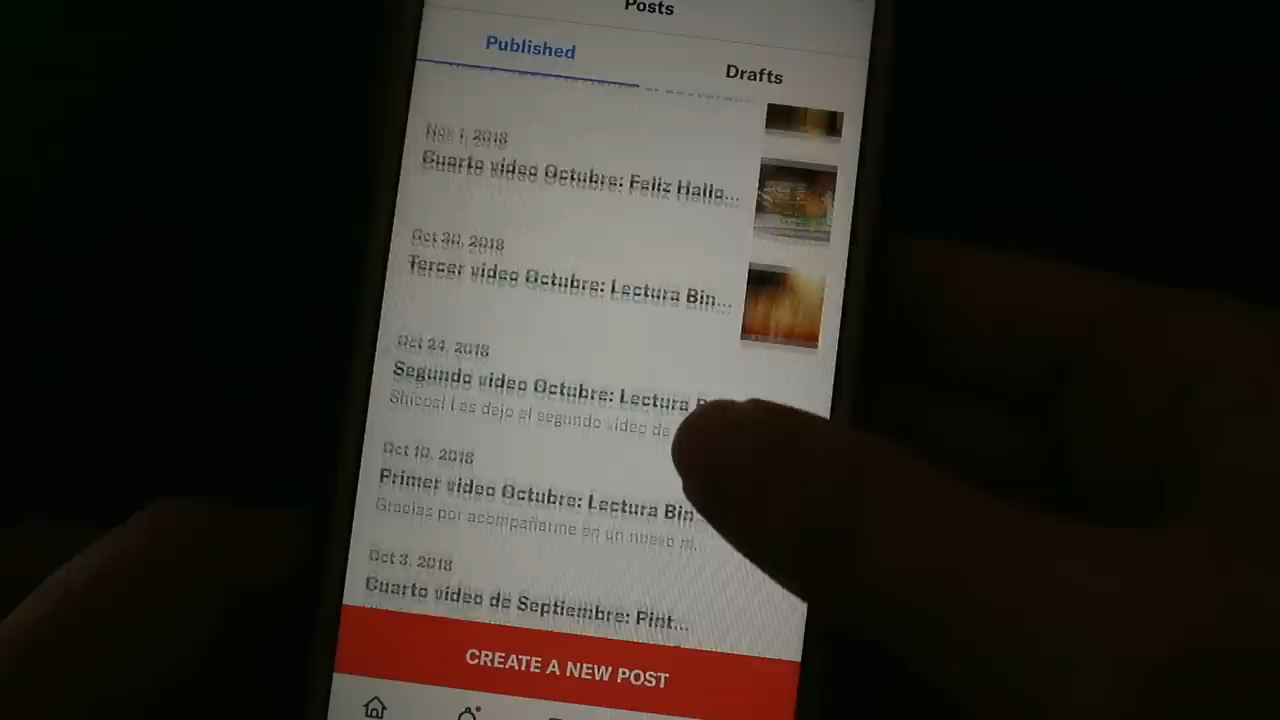 Posts
Published
Drafts
Nov 1, 2018
Cuarto video Octubre: Feliz Hallo...
Oct 30, 2018
Tercer video Octubre: Lectura Bin...
Oct 24, 2018
Segundo video Octubre: Lectura
Shicos! Les dejo el segundo video de
Oct 10, 2018
Primer video Octubre: Lectura Bin
Gracias por acompañarme en un nuevo m...
Oct 3, 2018
Cuarto video de Septiembre: Pint...
CREATE A NEW POST